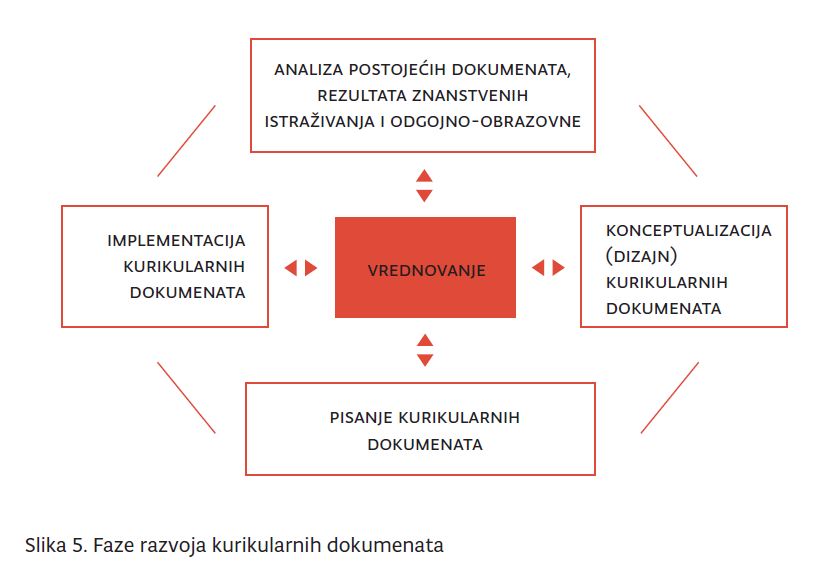 ANALIZA POSTOJEĆIH DOKUMENATA,
REZULTATA ZNANSTVENIH
ISTRAŽIVANJA I ODGOJNO-OBRAZOVNE
IMPLEMENTACIJA
KURIKULARNIH
DOKUMENATA
VREDNOVANJE
KONCEPTUALIZACIJA
(DIZAJN)
KURIKULARNIH
DOKUMENATA
PISANJE KURIKULARNIH
DOKUMENATA
Slika 5. Faze razvoja kurikularnih dokumenata